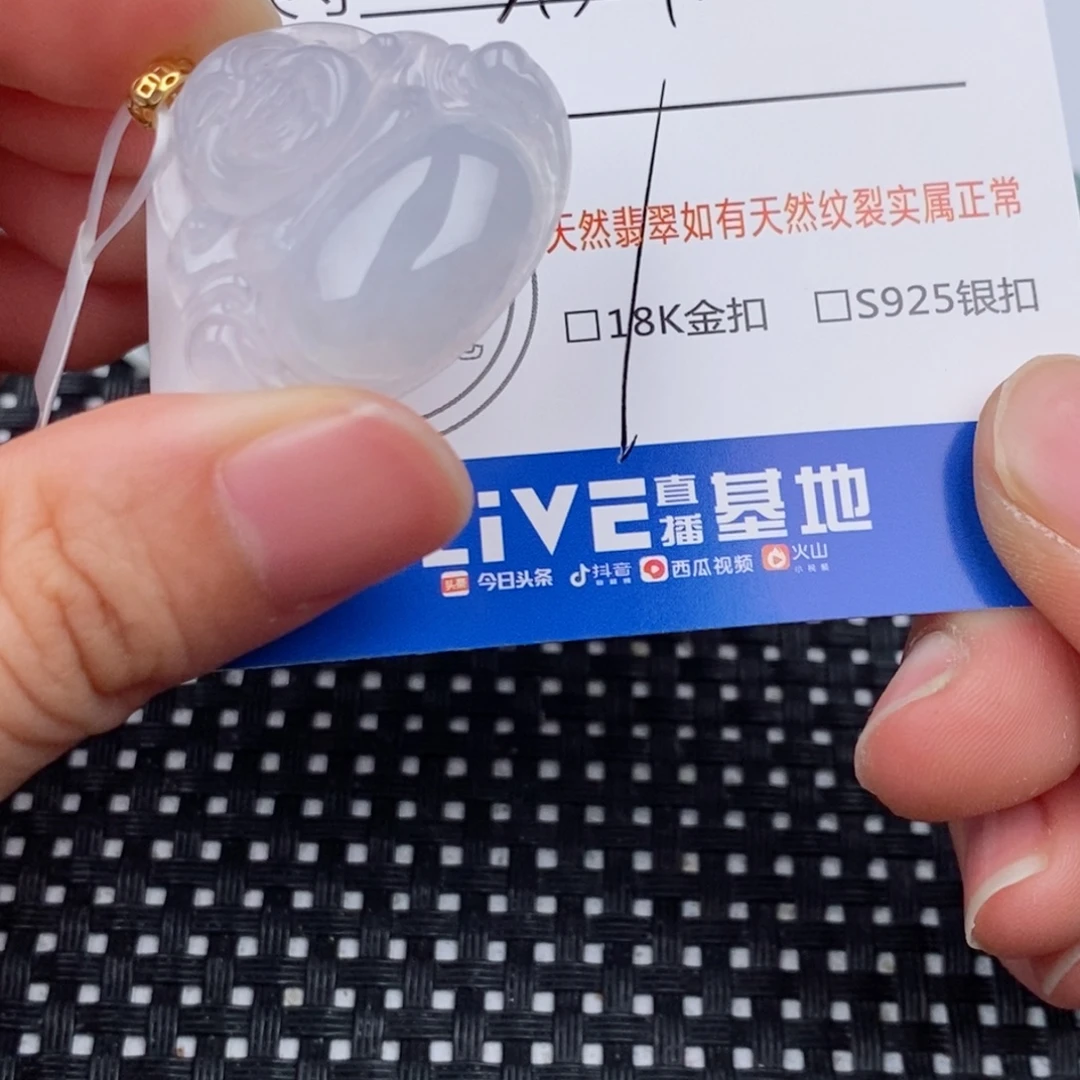 天然翡翠如有天然纹裂实属正常
□18K金扣 □S925银扣
LiVE直播基地
头条 今日头条 抖音 西瓜视频 火山